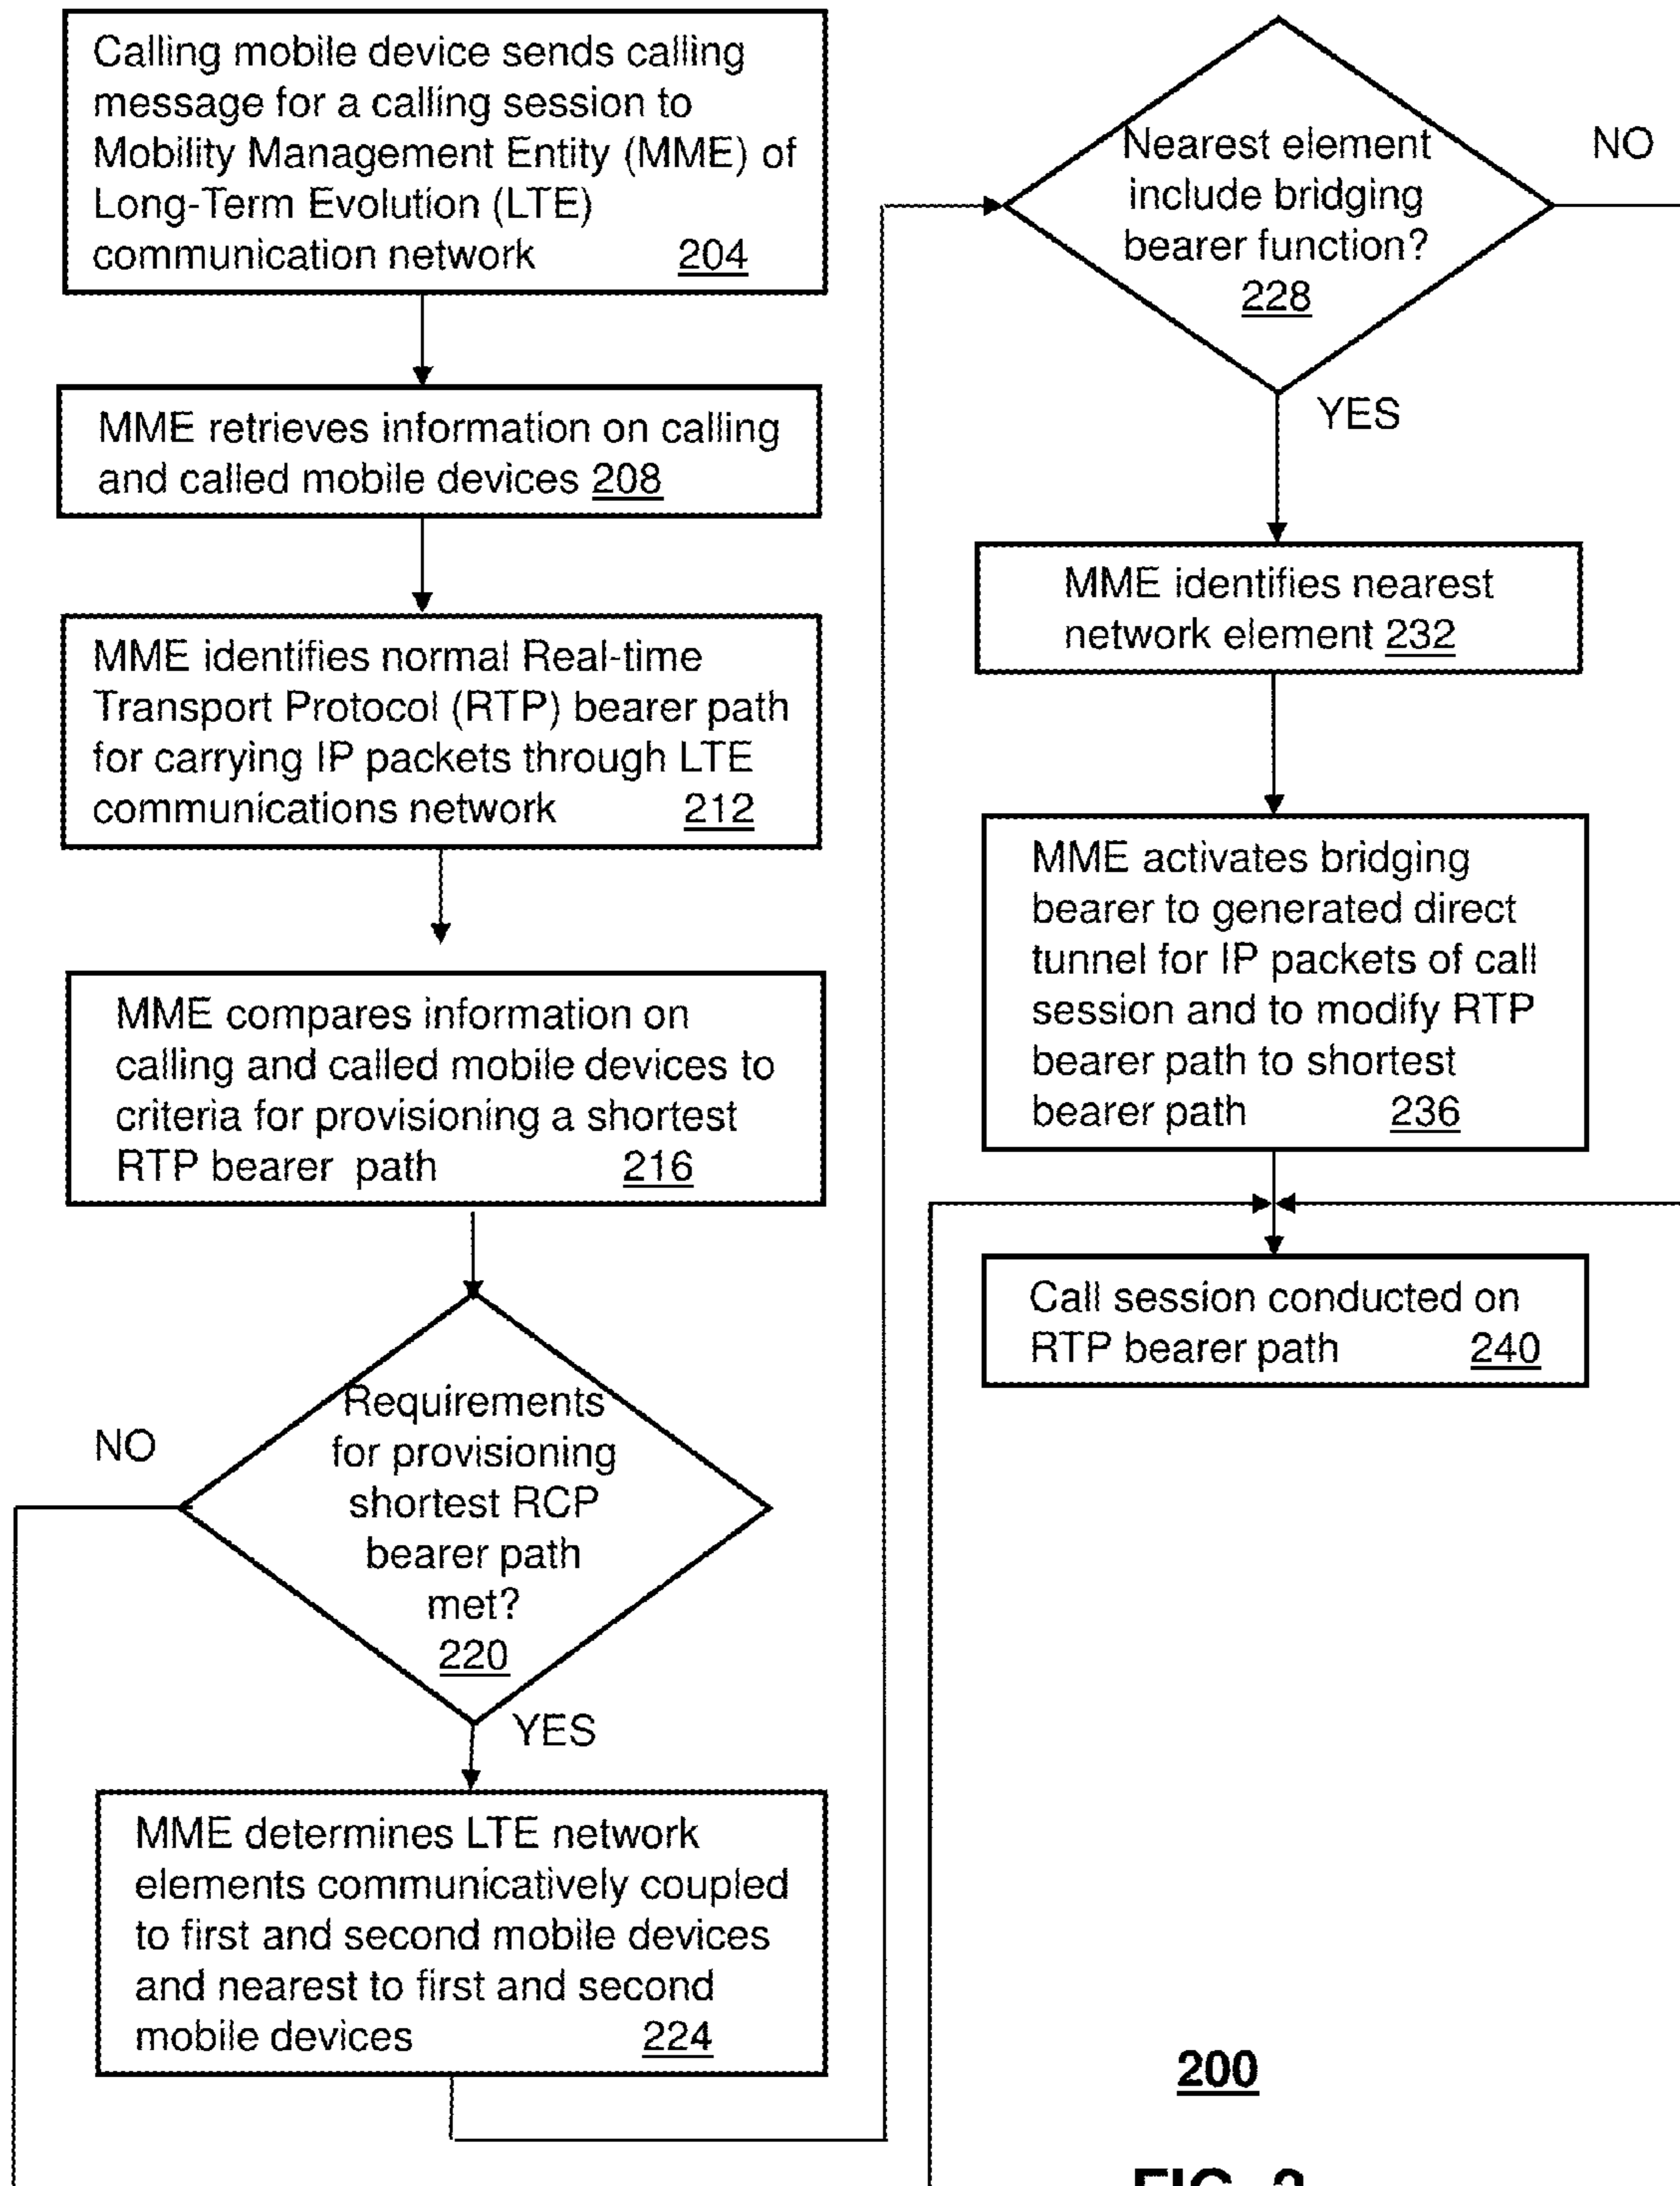 Calling mobile device sends calling
message for a calling session to
Mobility Management Entity (MME) of
Long-Term Evolution (LTE)
communication network 204
MME retrieves information on calling
and called mobile devices 208
MME identifies normal Real-time
Transport Protocol (RTP) bearer path
for carrying IP packets through LTE
communications network 212
MME compares information on
calling and called mobile devices to
criteria for provisioning a shortest
RTP bearer path 216
NO
Requirements
for provisioning
shortest RCP
bearer path
met?
220
YES
MME determines LTE network
elements communicatively coupled
to first and second mobile devices
and nearest to first and second
mobile devices 224
Nearest element
include bridging
bearer function?
228
NO
YES
MME identifies nearest
network element 232
MME activates bridging
bearer to generated direct
tunnel for IP packets of call
session and to modify RTP
bearer path to shortest
bearer path 236
Call session conducted on
RTP bearer path 240
200
FIG.